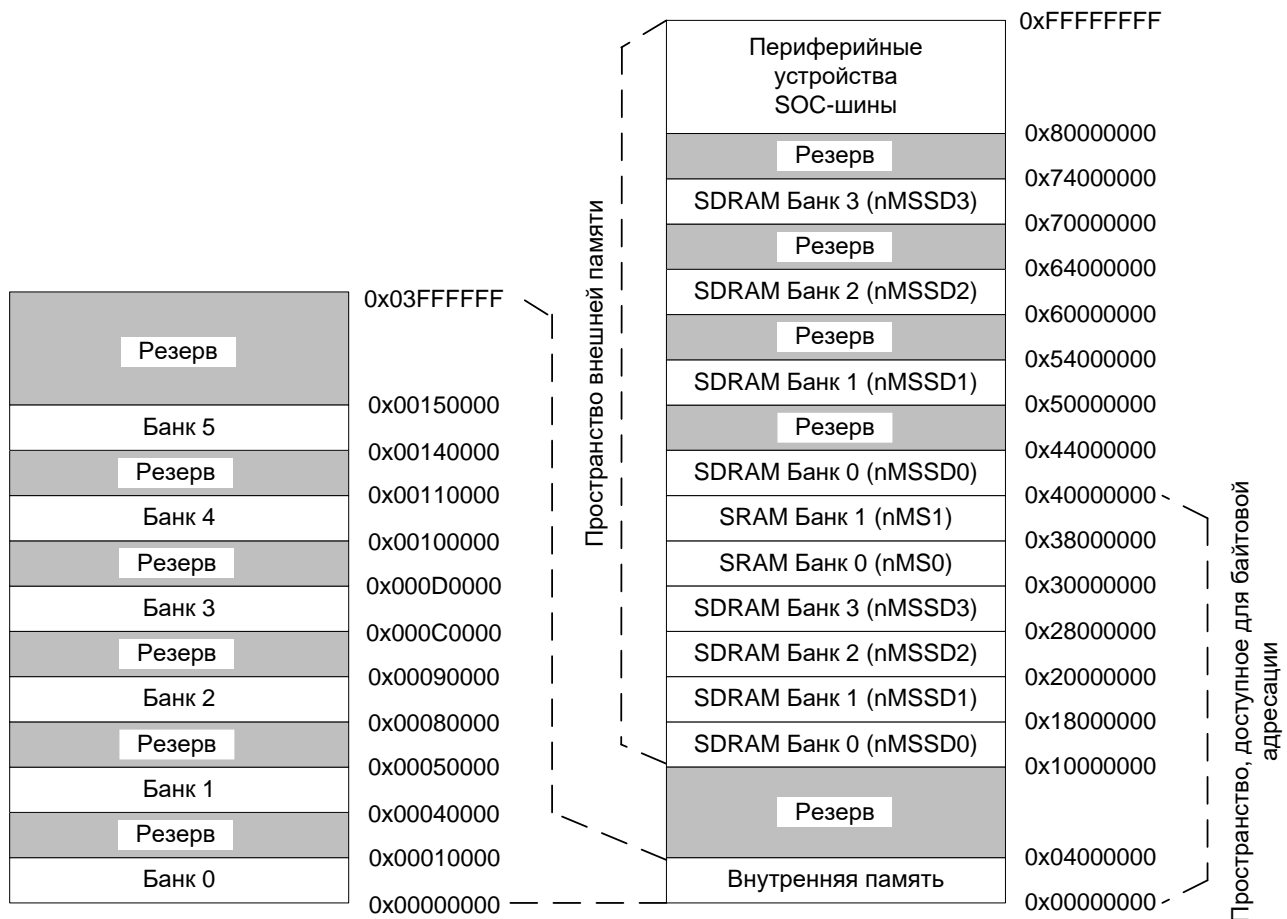 0x03FFFFFF
Резерв
0x00150000
Банк 5
0x00140000
Резерв
0x00110000
Банк 4
0x00100000
Резерв
0x000D0000
Банк 3
0x000C0000
Резерв
0x00090000
Банк 2
0x00080000
Резерв
0x00050000
Банк 1
0x00040000
Резерв
0x00010000
Банк 0
0x00000000
Пространство внешней памяти
0xFFFFFFFF
Периферийные
устройства
SOC-шины
0x80000000
Резерв
0x74000000
SDRAM Банк 3 (nMSSD3)
0x70000000
Резерв
0x64000000
SDRAM Банк 2 (nMSSD2)
0x60000000
Резерв
0x54000000
SDRAM Банк 1 (nMSSD1)
0x50000000
Резерв
0x44000000
SDRAM Банк 0 (nMSSD0)
0x40000000
SRAM Банк 1 (nMS1)
0x38000000
SRAM Банк 0 (nMS0)
0x30000000
SDRAM Банк 3 (nMSSD3)
0x28000000
SDRAM Банк 2 (nMSSD2)
0x20000000
SDRAM Банк 1 (nMSSD1)
0x18000000
SDRAM Банк 0 (nMSSD0)
0x10000000
Резерв
0x04000000
Внутренняя память
0x00000000
Пространство, доступное для байтовой
адресации